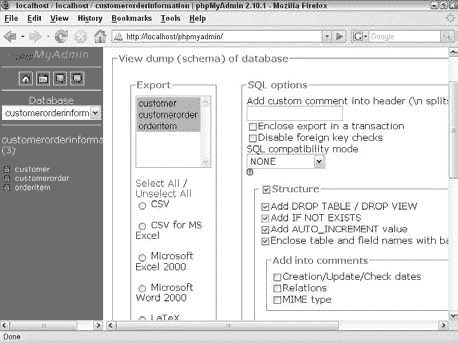 localhost / localhost / customerorderinformation | phpMyAdmin 2.10.1 - Mozilla Firefox
File Edit View History Bookmarks Tools Help
http://localhost/phpmyadmin/
Google
phpMyAdmin
Database
customerorderinform
customerorderinforma
(3)
customer
customerorder
orderitem
View dump (schema) of database
Export
customer
customerorder
orderitem
Select All /
Unselect All
CSV
CSV for MS
Excel
Microsoft
Excel 2000
Microsoft
Word 2000
LaTeX
SQL options
Add custom comment into header (\n splits
Enclose export in a transaction
Disable foreign key checks
SQL compatibility mode
NONE
Structure
Add DROP TABLE / DROP VIEW
Add IF NOT EXISTS
Add AUTO_INCREMENT value
Enclose table and field names with ba
Add into comments
Creation/Update/Check dates
Relations
MIME type
Done